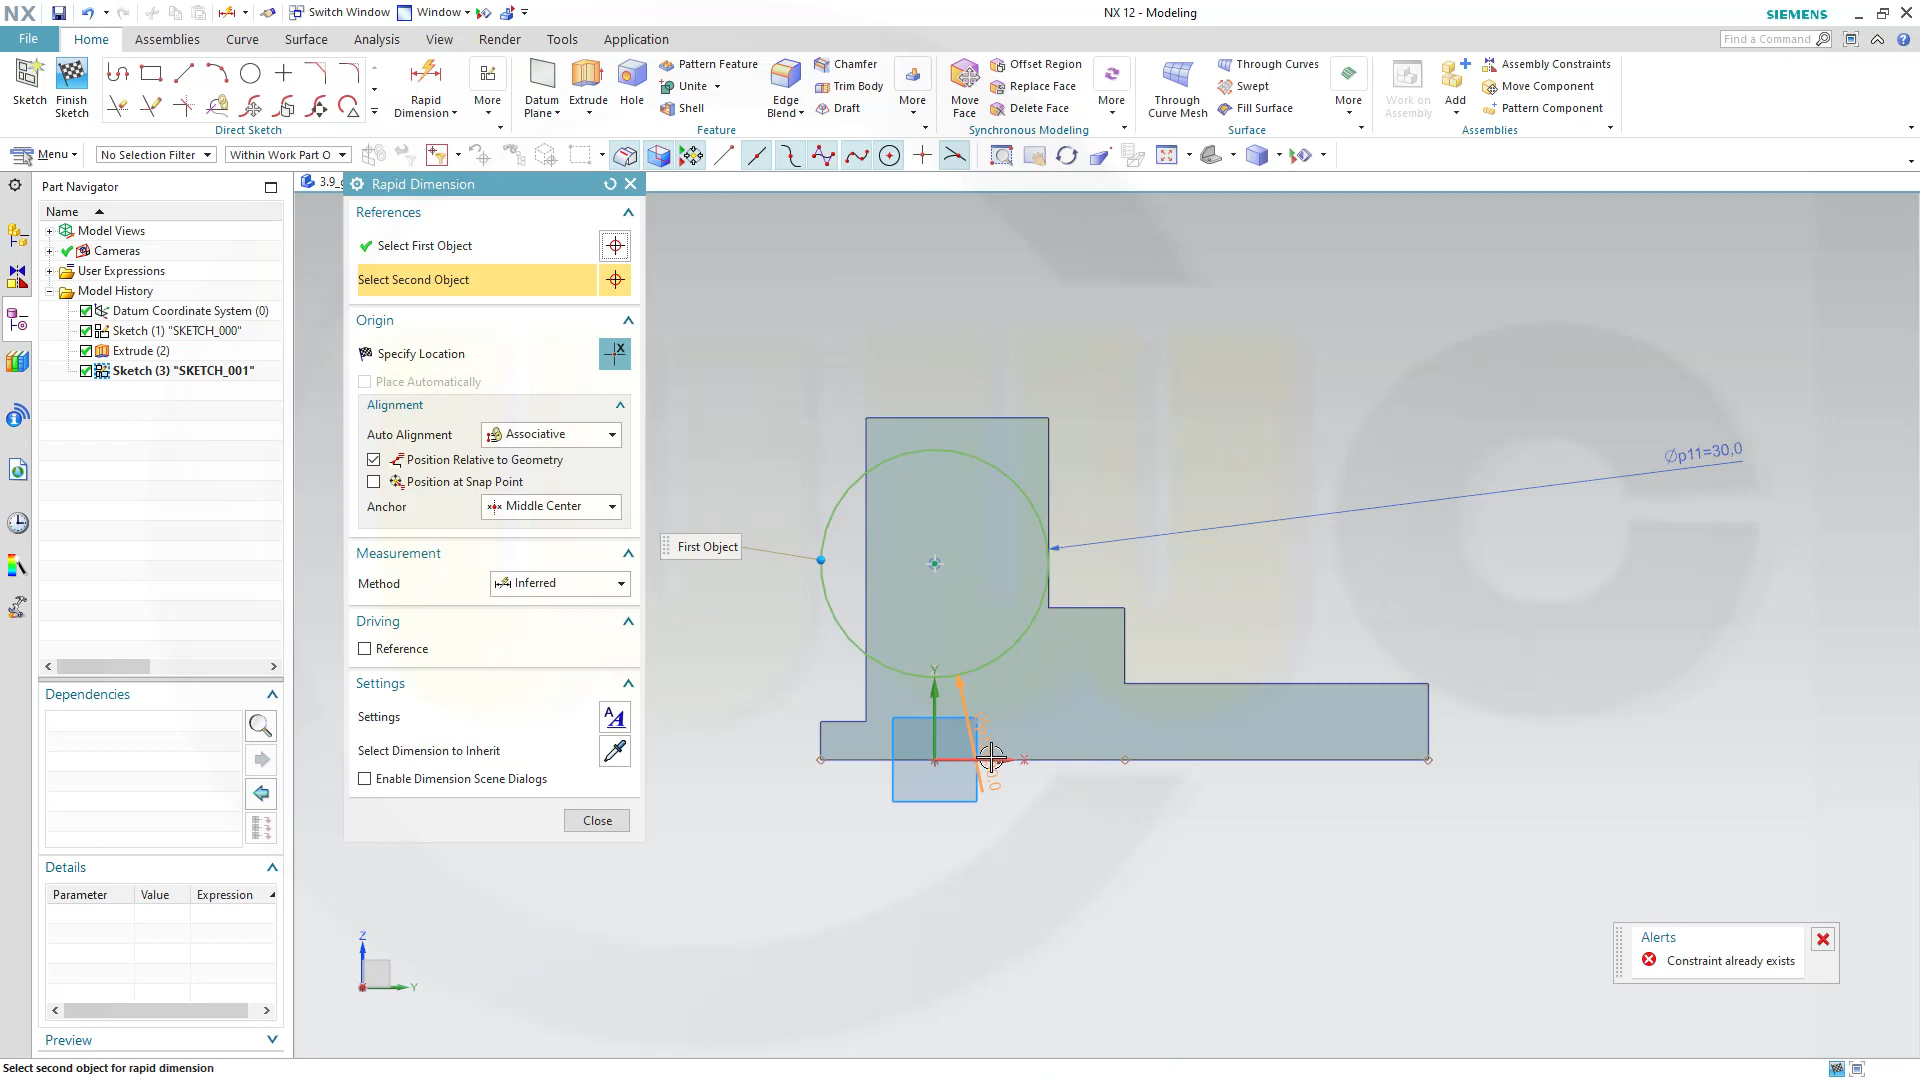 NX
Switch Window
Window
NX 12 - Modeling
SIEMENS
File
Home
Assemblies
Curve
Surface
Analysis
View
Render
Tools
Application
Find a Command
Sketch
Finish Sketch
Direct Sketch
Rapid Dimension
More
Datum Plane
Extrude
Hole
Pattern Feature
Unite
Shell
Edge Blend
Chamfer
Trim Body
Draft
More
Feature
Move Face
Offset Region
Replace Face
Delete Face
More
Synchronous Modeling
Through Curve Mesh
Through Curves
Swept
Fill Surface
More
Surface
Work on Assembly
Add
Assembly Constraints
Move Component
Pattern Component
Assemblies
Menu
No Selection Filter
Within Work Part O
Part Navigator
Name
Model Views
Cameras
User Expressions
Model History
Datum Coordinate System (0)
Sketch (1) "SKETCH_000"
Extrude (2)
Sketch (3) "SKETCH_001"
Dependencies
Details
Parameter
Value
Expression
Preview
Rapid Dimension
References
Select First Object
Select Second Object
Origin
Specify Location
Place Automatically
Alignment
Auto Alignment
Associative
Position Relative to Geometry
Position at Snap Point
Anchor
Middle Center
Measurement
Method
Inferred
Driving
Reference
Settings
Settings
Select Dimension to Inherit
Enable Dimension Scene Dialogs
Close
First Object
∅p11=30,0
Y
Z
Y
Alerts
Constraint already exists
Select second object for rapid dimension